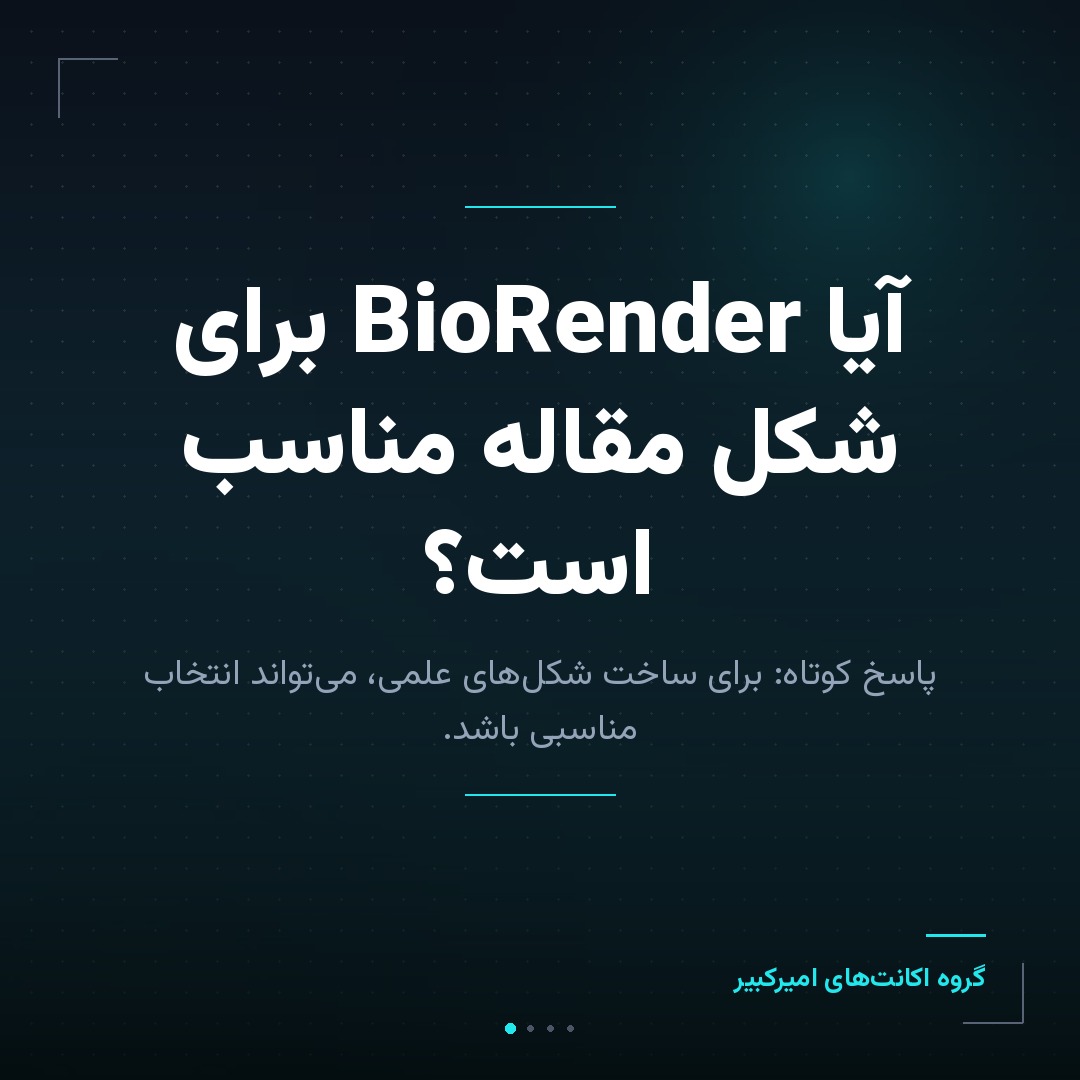 آیا BioRender برای
شکل مقاله مناسب
است؟
پاسخ کوتاه: برای ساخت شکل‌های علمی، می‌تواند انتخاب
مناسبی باشد.
گروه اکانت‌های امیرکبیر